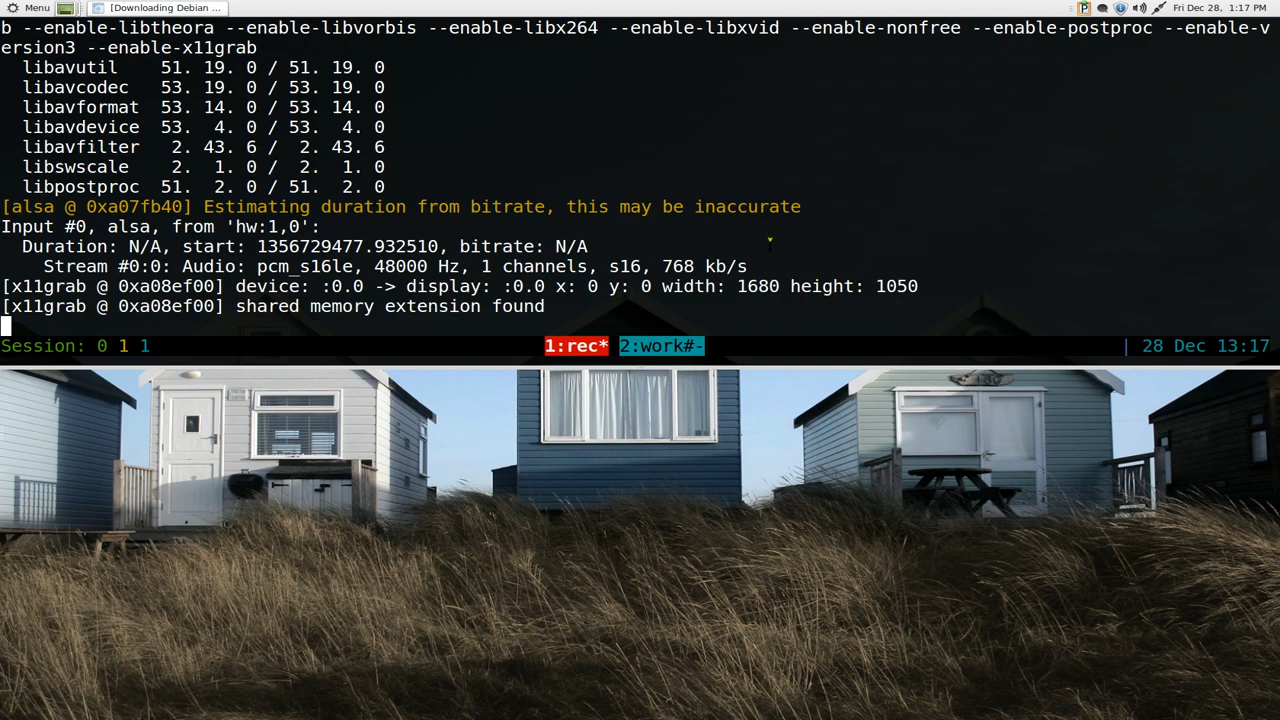 Menu [Downloading Debian ... Fri Dec 28, 1:17 PM
b --enable-libtheora --enable-libvorbis --enable-libx264 --enable-libxvid --enable-nonfree --enable-postproc --enable-v
ersion3 --enable-x11grab
libavutil    51. 19. 0 / 51. 19. 0
libavcodec   53. 19. 0 / 53. 19. 0
libavformat  53. 14. 0 / 53. 14. 0
libavdevice  53.  4. 0 / 53.  4. 0
libavfilter   2. 43. 6 /  2. 43. 6
libswscale    2.  1. 0 /  2.  1. 0
libpostproc  51.  2. 0 / 51.  2. 0
[alsa @ 0xa07fb40] Estimating duration from bitrate, this may be inaccurate
Input #0, alsa, from 'hw:1,0':
Duration: N/A, start: 1356729477.932510, bitrate: N/A
Stream #0:0: Audio: pcm_s16le, 48000 Hz, 1 channels, s16, 768 kb/s
[x11grab @ 0xa08ef00] device: :0.0 -> display: :0.0 x: 0 y: 0 width: 1680 height: 1050
[x11grab @ 0xa08ef00] shared memory extension found
Session: 0 1 1 1:rec* 2:work#- | 28 Dec 13:17